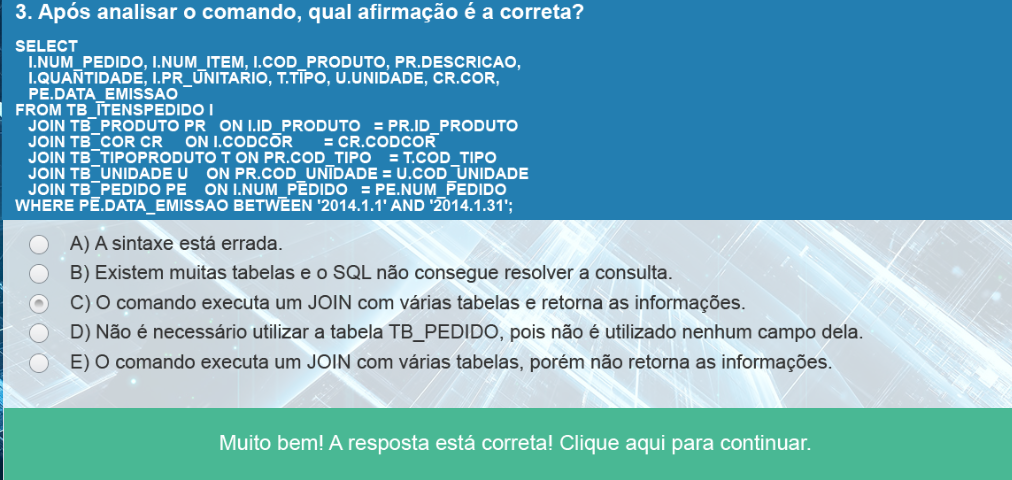 3. Após analisar o comando, qual afirmação é a correta?
SELECT
I.NUM_PEDIDO, I.NUM_ITEM, I.COD_PRODUTO, PR.DESCRICAO,
I.QUANTIDADE, I.PR_UNITARIO, T.TIPO, U.UNIDADE, CR.COR,
PE.DATA_EMISSAO
FROM TB_ITENSPEDIDO I
JOIN TB_PRODUTO PR ON I.ID_PRODUTO = PR.ID_PRODUTO
JOIN TB_COR CR ON I.CODCOR = CR.CODCOR
JOIN TB_TIPOPRODUTO T ON PR.COD_TIPO = T.COD_TIPO
JOIN TB_UNIDADE U ON PR.COD_UNIDADE = U.COD_UNIDADE
JOIN TB_PEDIDO PE ON I.NUM_PEDIDO = PE.NUM_PEDIDO
WHERE PE.DATA_EMISSAO BETWEEN '2014.1.1' AND '2014.1.31';
A) A sintaxe está errada.
B) Existem muitas tabelas e o SQL não consegue resolver a consulta.
C) O comando executa um JOIN com várias tabelas e retorna as informações.
D) Não é necessário utilizar a tabela TB_PEDIDO, pois não é utilizado nenhum campo dela.
E) O comando executa um JOIN com várias tabelas, porém não retorna as informações.
Muito bem! A resposta está correta! Clique aqui para continuar.